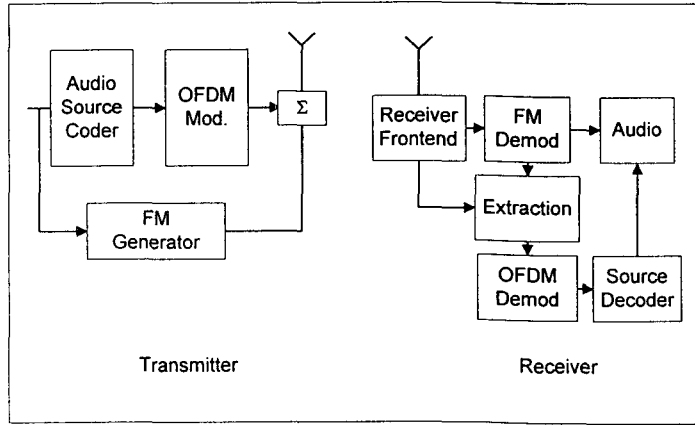 Audio
Source
Coder
OFDM
Mod.
Σ
FM
Generator
Transmitter
Receiver
Frontend
FM
Demod
Audio
Extraction
OFDM
Demod
Source
Decoder
Receiver